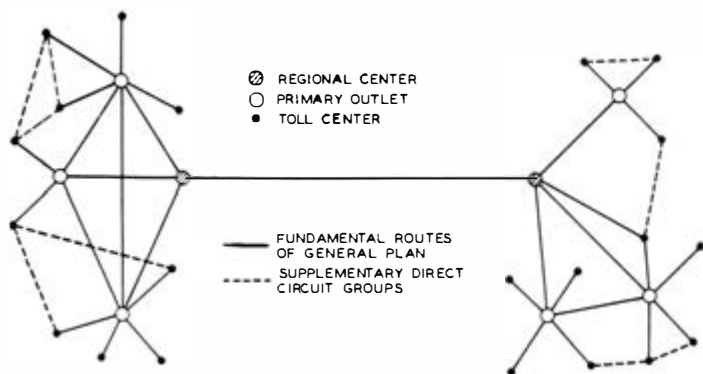 REGIONAL CENTER
PRIMARY OUTLET
TOLL CENTER
FUNDAMENTAL ROUTES
OF GENERAL PLAN
SUPPLEMENTARY DIRECT
CIRCUIT GROUPS